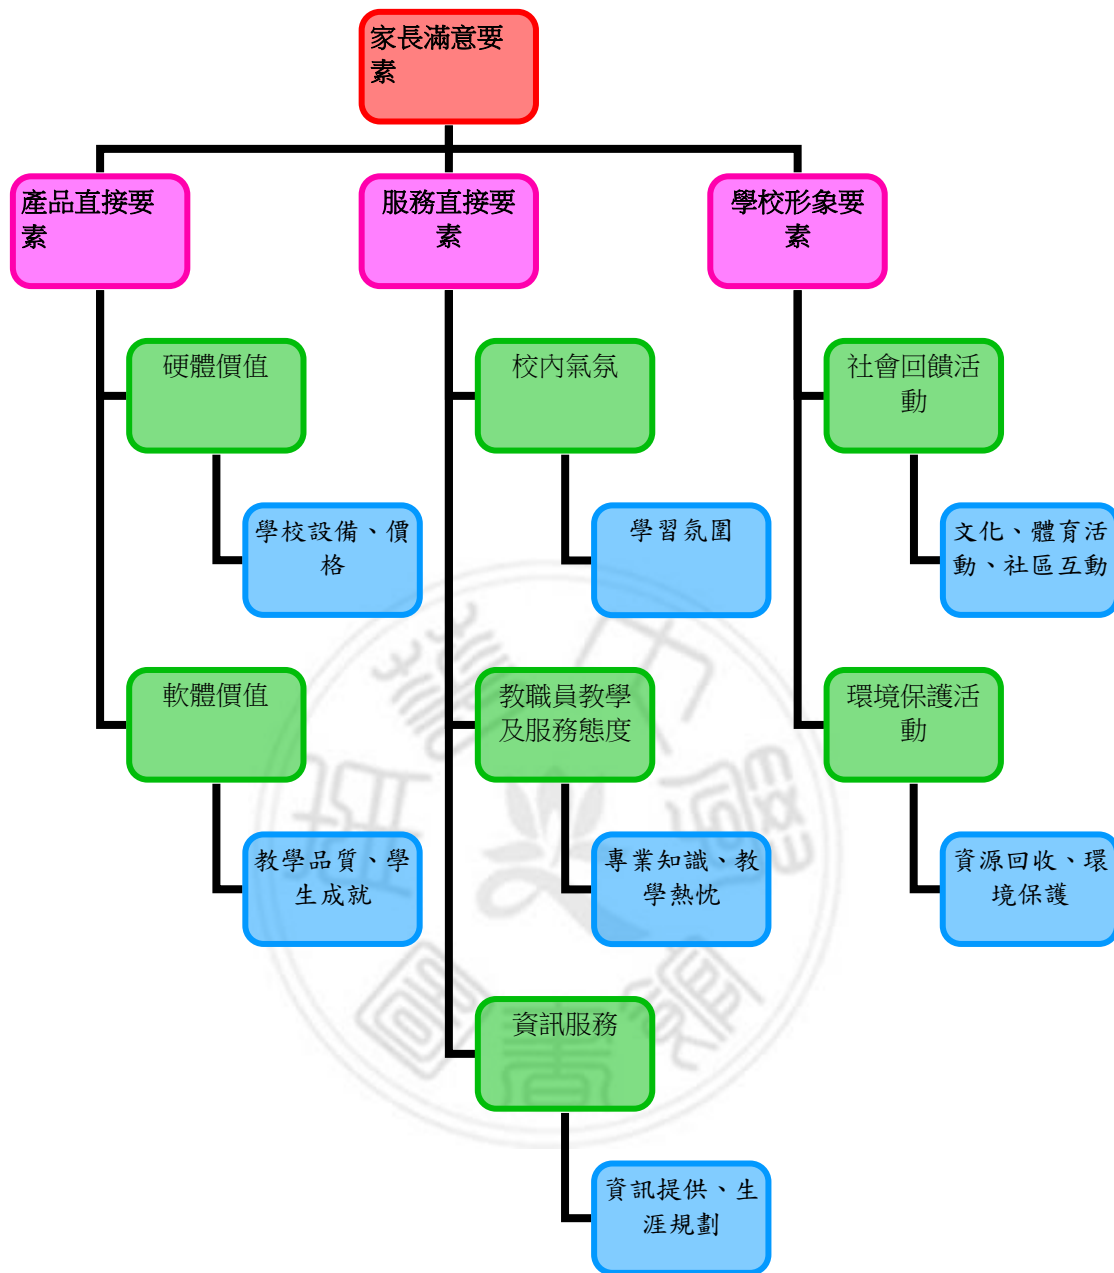 家長滿意要
素
產品直接要
素
服務直接要
素
學校形象要
素
硬體價值
校內氣氛
社會回饋活
動
學校設備、價
格
學習氛圍
文化、體育活
動、社區互動
軟體價值
教職員教學
及服務態度
環境保護活
動
教學品質、學
生成就
專業知識、教
學熱忱
資源回收、環
境保護
資訊服務
資訊提供、生
涯規劃